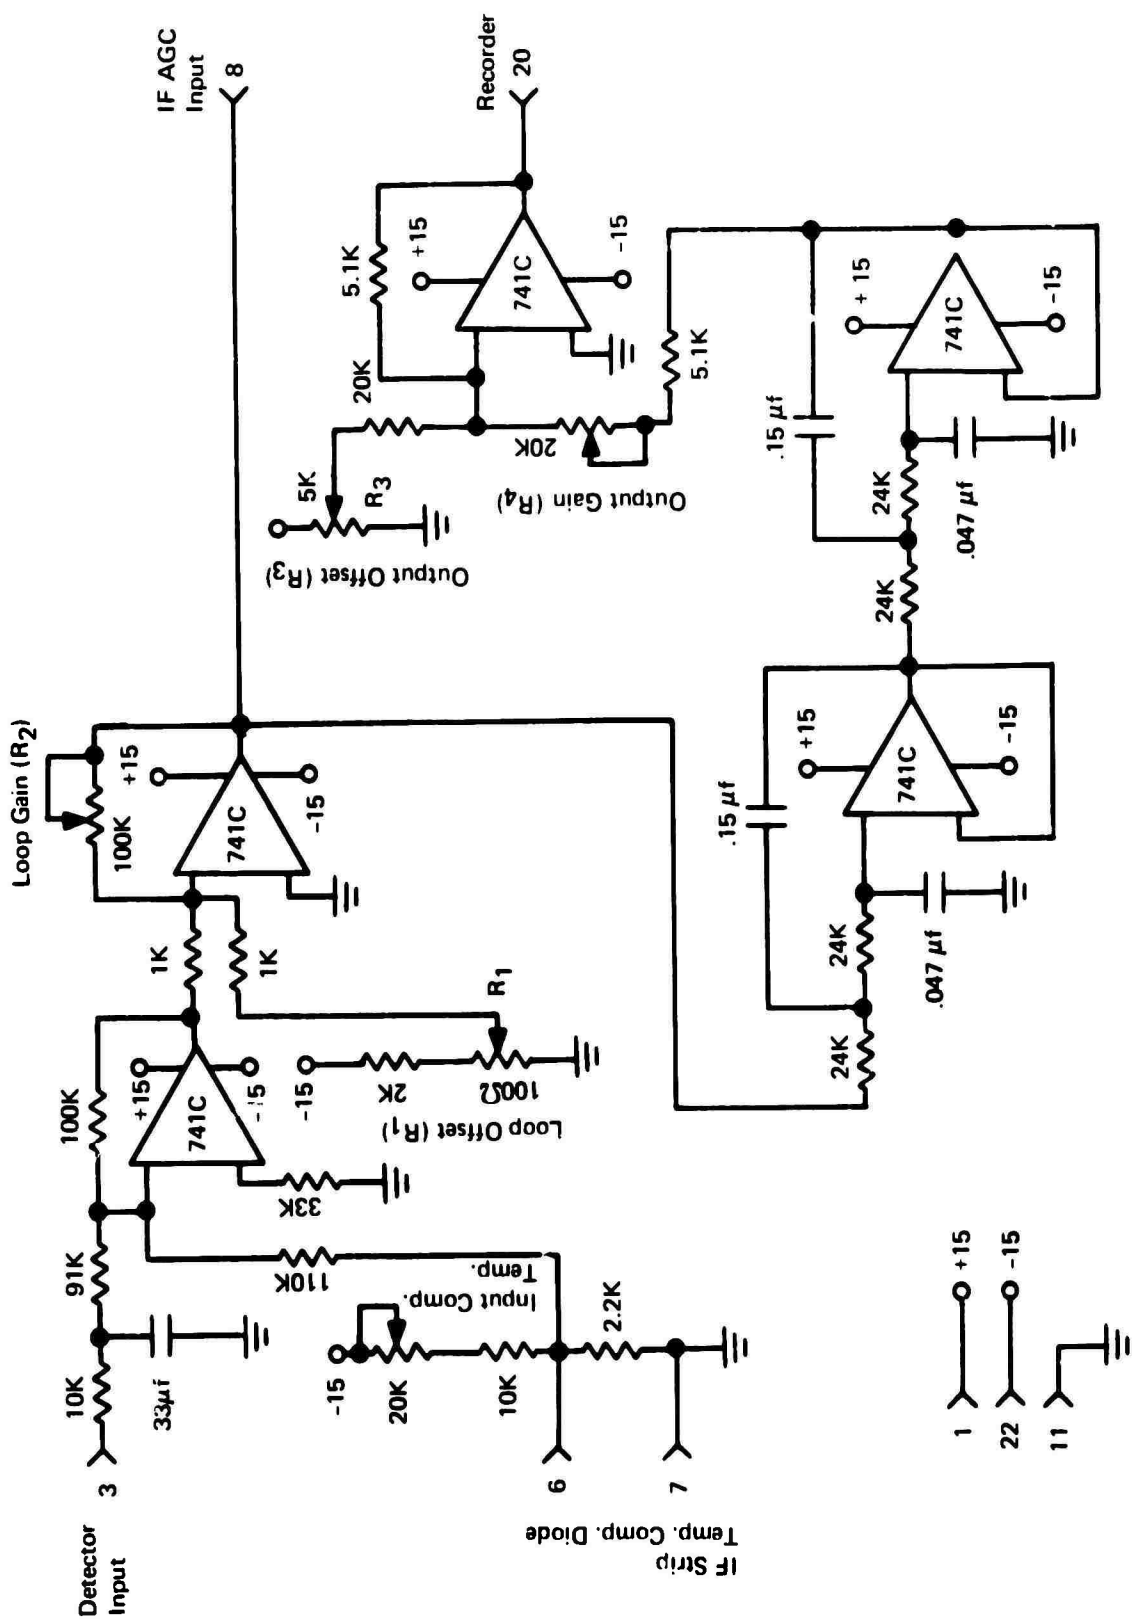 Detector
Input
3
10K
33µf
91K
100K
741C
+15
-15
33K
110K
Temp.
Input Comp.
-15
20K
10K
2.2K
6
7
IF Strip
Temp. Comp. Diode
1K
1K
-15
2K
100Ω
R1
Loop Offset (R1)
Loop Gain (R2)
100K
+15
741C
-15
IF AGC
Input
8
24K
24K
.047 µf
.15 µf
+15
741C
-15
24K
24K
.047 µf
.15 µf
+15
741C
-15
5.1K
20K
Output Gain (R4)
Output Offset (R3)
5K
R3
20K
5.1K
+15
741C
-15
Recorder
20
1
+15
22
-15
11